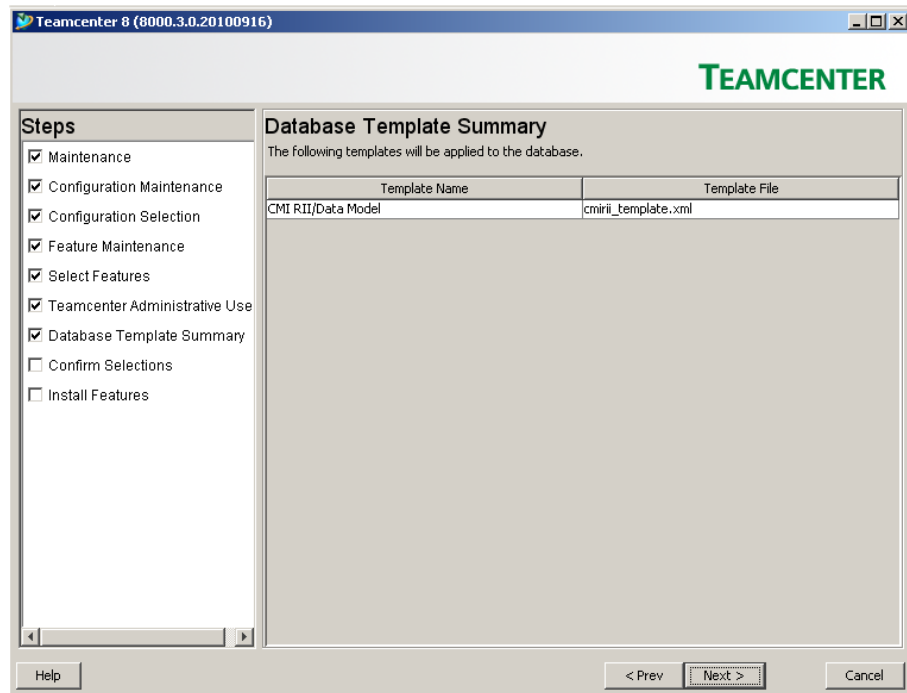 Teamcenter 8 (8000.3.0.20100916)
TEAMCENTER
Steps
Maintenance
Configuration Maintenance
Configuration Selection
Feature Maintenance
Select Features
Teamcenter Administrative Use
Database Template Summary
Confirm Selections
Install Features
Database Template Summary
The following templates will be applied to the database.
Template Name Template File
CMI RII/Data Model cmirii_template.xml
Help < Prev Next > Cancel